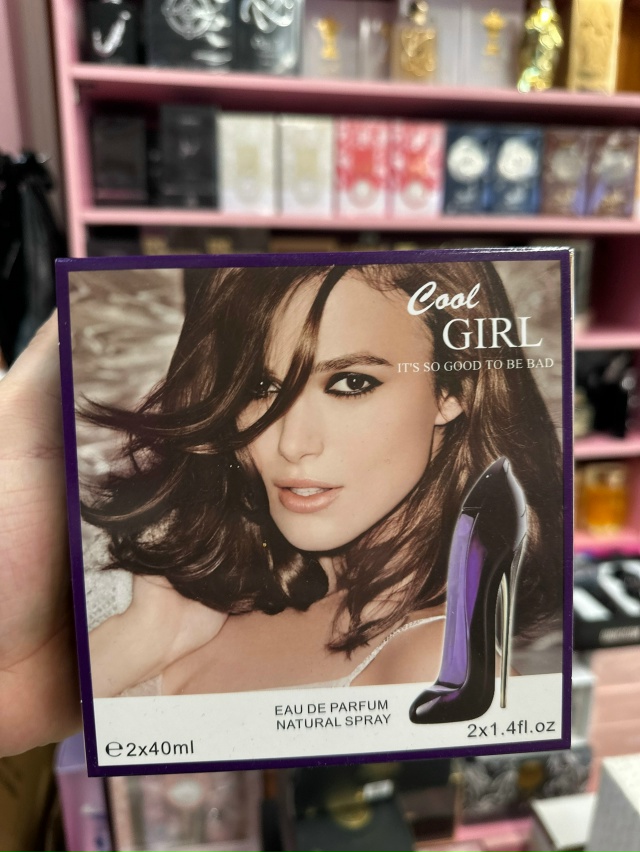 Cool
GIRL
IT'S SO GOOD TO BE BAD
EAU DE PARFUM
NATURAL SPRAY
℮2x40ml
2x1.4fl.oz